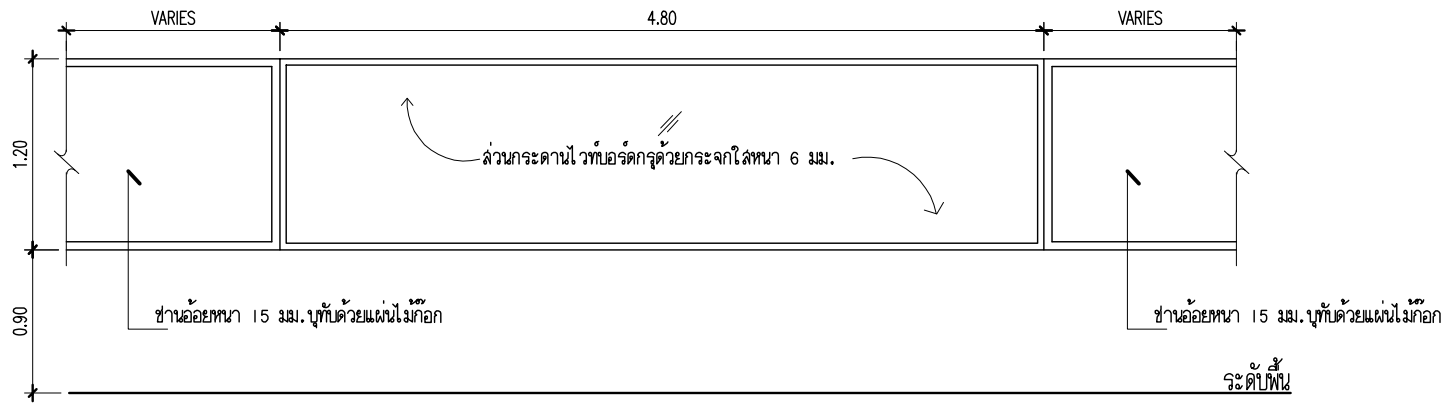 VARIES 4.80 VARIES
1.20
ส่วนกระดานไวท์บอร์ดกรุด้วยกระจกใสหนา 6 มม.
0.90
ชานอ้อยหนา 15 มม.บุทับด้วยแผ่นไม้ก๊อก
ชานอ้อยหนา 15 มม.บุทับด้วยแผ่นไม้ก๊อก
ระดับพื้น